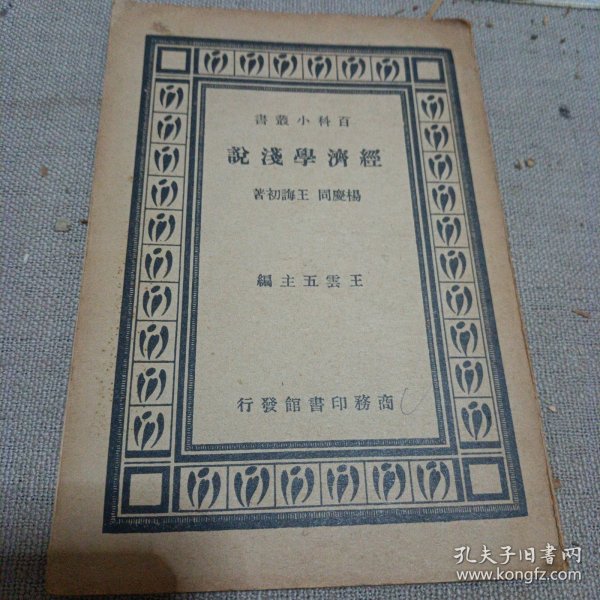 百科小叢書
經濟學淺說
楊慶同 王誨初著
王雲五主編
商務印書館發行
孔夫子旧书网
www.kongfz.com